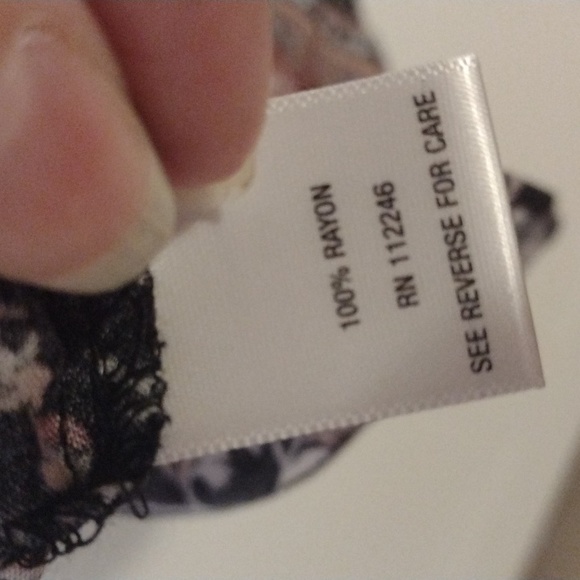 100% RAYON
RN 112246
SEE REVERSE FOR CARE